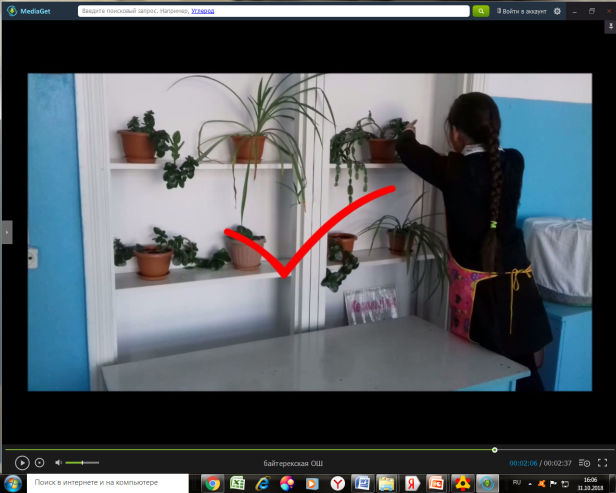 MediaGet
Введите поисковый запрос. Например, Углерод
Войти в аккаунт
байтерекская ОШ
00:02:06 / 00:02:37
Поиск в интернете и на компьютере
RU
16:06
31.10.2018